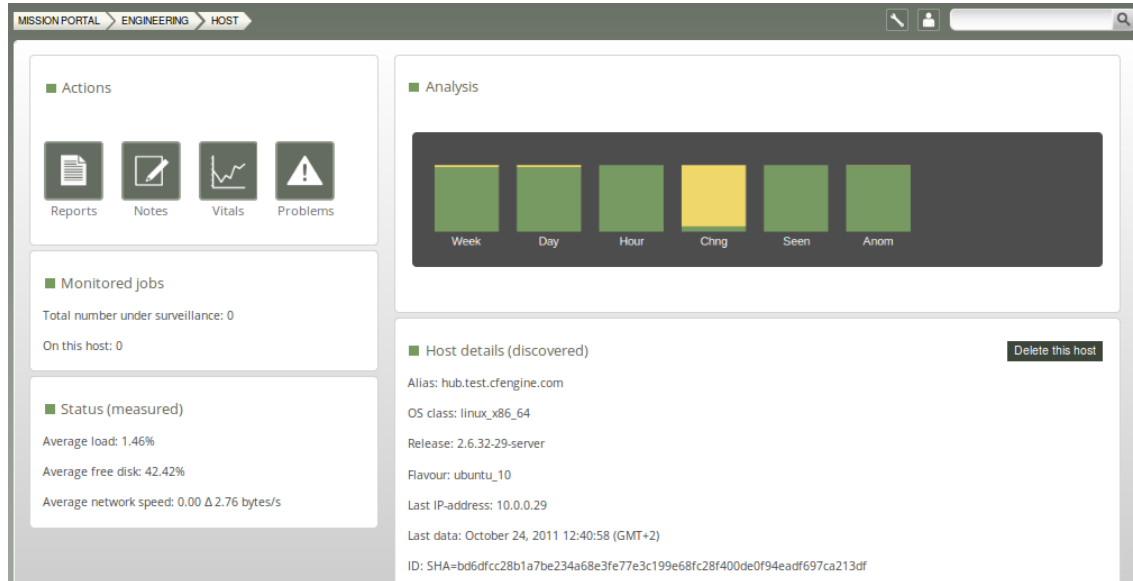 MISSION PORTAL ENGINEERING HOST
Actions
Reports Notes Vitals Problems
Monitored jobs
Total number under surveillance: 0
On this host: 0
Status (measured)
Average load: 1.46%
Average free disk: 42.42%
Average network speed: 0.00 Δ 2.76 bytes/s
Analysis
Week Day Hour Chng Seen Anom
Host details (discovered)
Delete this host
Alias: hub.test.cfengine.com
OS class: linux_x86_64
Release: 2.6.32-29-server
Flavour: ubuntu_10
Last IP-address: 10.0.0.29
Last data: October 24, 2011 12:40:58 (GMT+2)
ID: SHA=bd6dfcc28b1a7be234a68e3fe77e3c199e68fc28f400de0f94eadf697ca213df